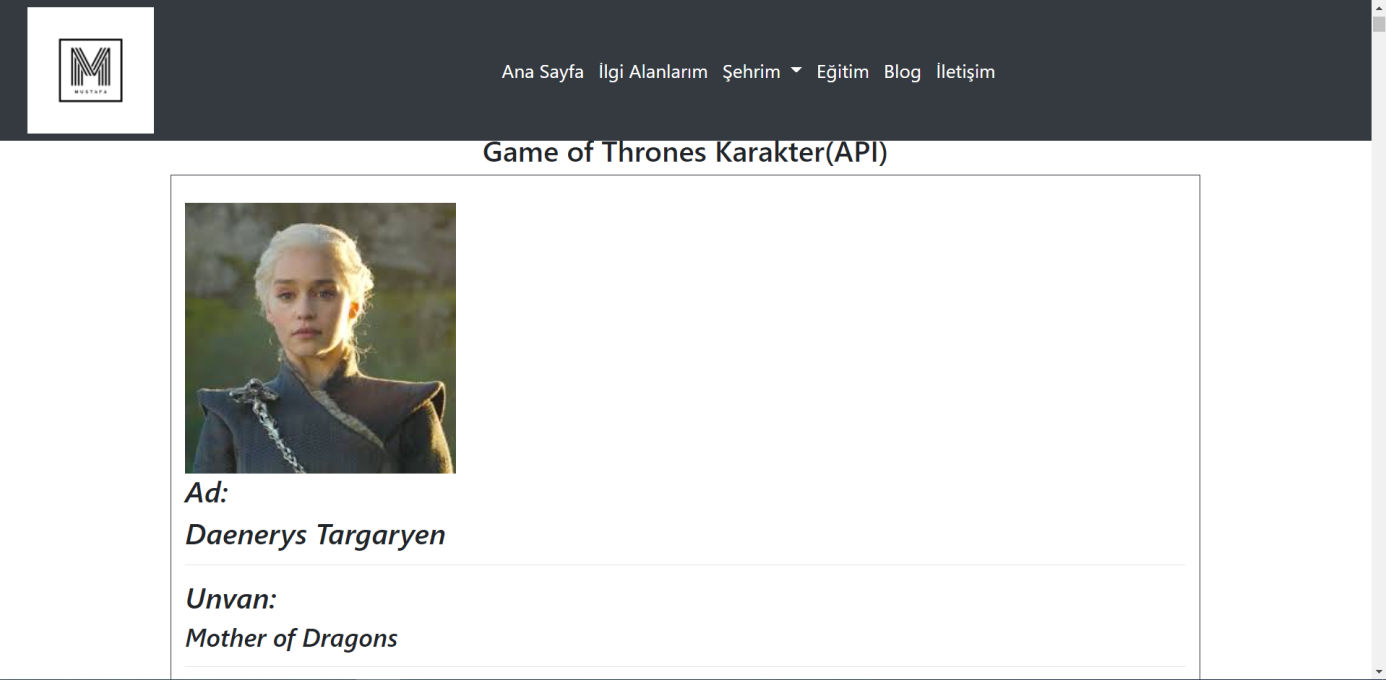 MUSTAFA
Ana Sayfa İlgi Alanlarım Şehrim Eğitim Blog İletişim
Game of Thrones Karakter(API)
Ad:
Daenerys Targaryen
Unvan:
Mother of Dragons